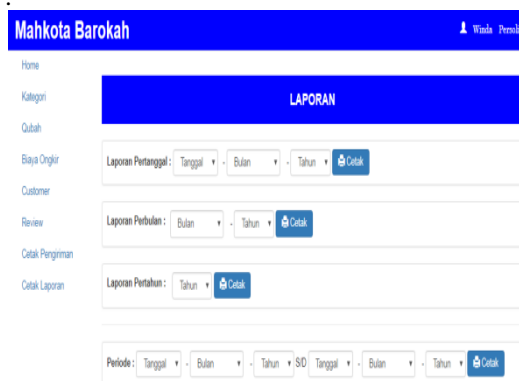 Mahkota Barokah
Winda
Home
Kategori
LAPORAN
Qubah
Biaya Ongkir
Laporan Pertanggal : Tanggal - Bulan - Tahun Cetak
Customer
Review
Laporan Perbulan : Bulan - Tahun Cetak
Cetak Pengiriman
Cetak Laporan
Laporan Pertahun : Tahun Cetak
Periode : Tanggal - Bulan - Tahun S/D Tanggal - Bulan - Tahun Cetak